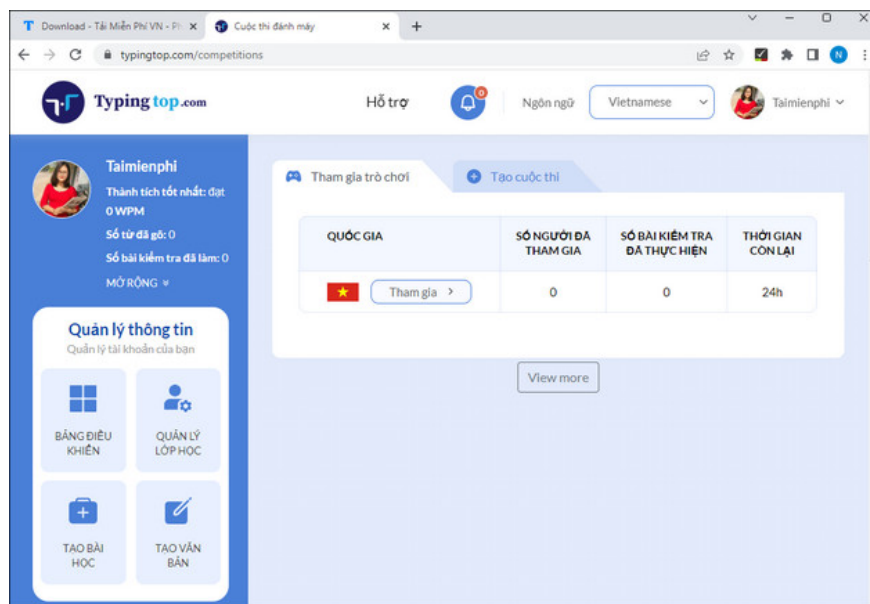 Download - Tải Miễn Phí VN - Ph
Cuộc thi đánh máy
typingtop.com/competitions
N
Typing top.com
Hỗ trợ
0
Ngôn ngữ
Vietnamese
Taimienphi
Taimienphi
Thành tích tốt nhất: đạt
0 WPM
Số từ đã gõ: 0
Số bài kiểm tra đã làm: 0
MỞ RỘNG
Tham gia trò chơi
Tạo cuộc thi
QUỐC GIA
SỐ NGƯỜI ĐÃ
THAM GIA
SỐ BÀI KIỂM TRA
ĐÃ THỰC HIỆN
THỜI GIAN
CÒN LẠI
Tham gia
0
0
24h
View more
Quản lý thông tin
Quản lý tài khoản của bạn
BẢNG ĐIỀU
KHIỂN
QUẢN LÝ
LỚP HỌC
TẠO BÀI
HỌC
TẠO VĂN
BẢN